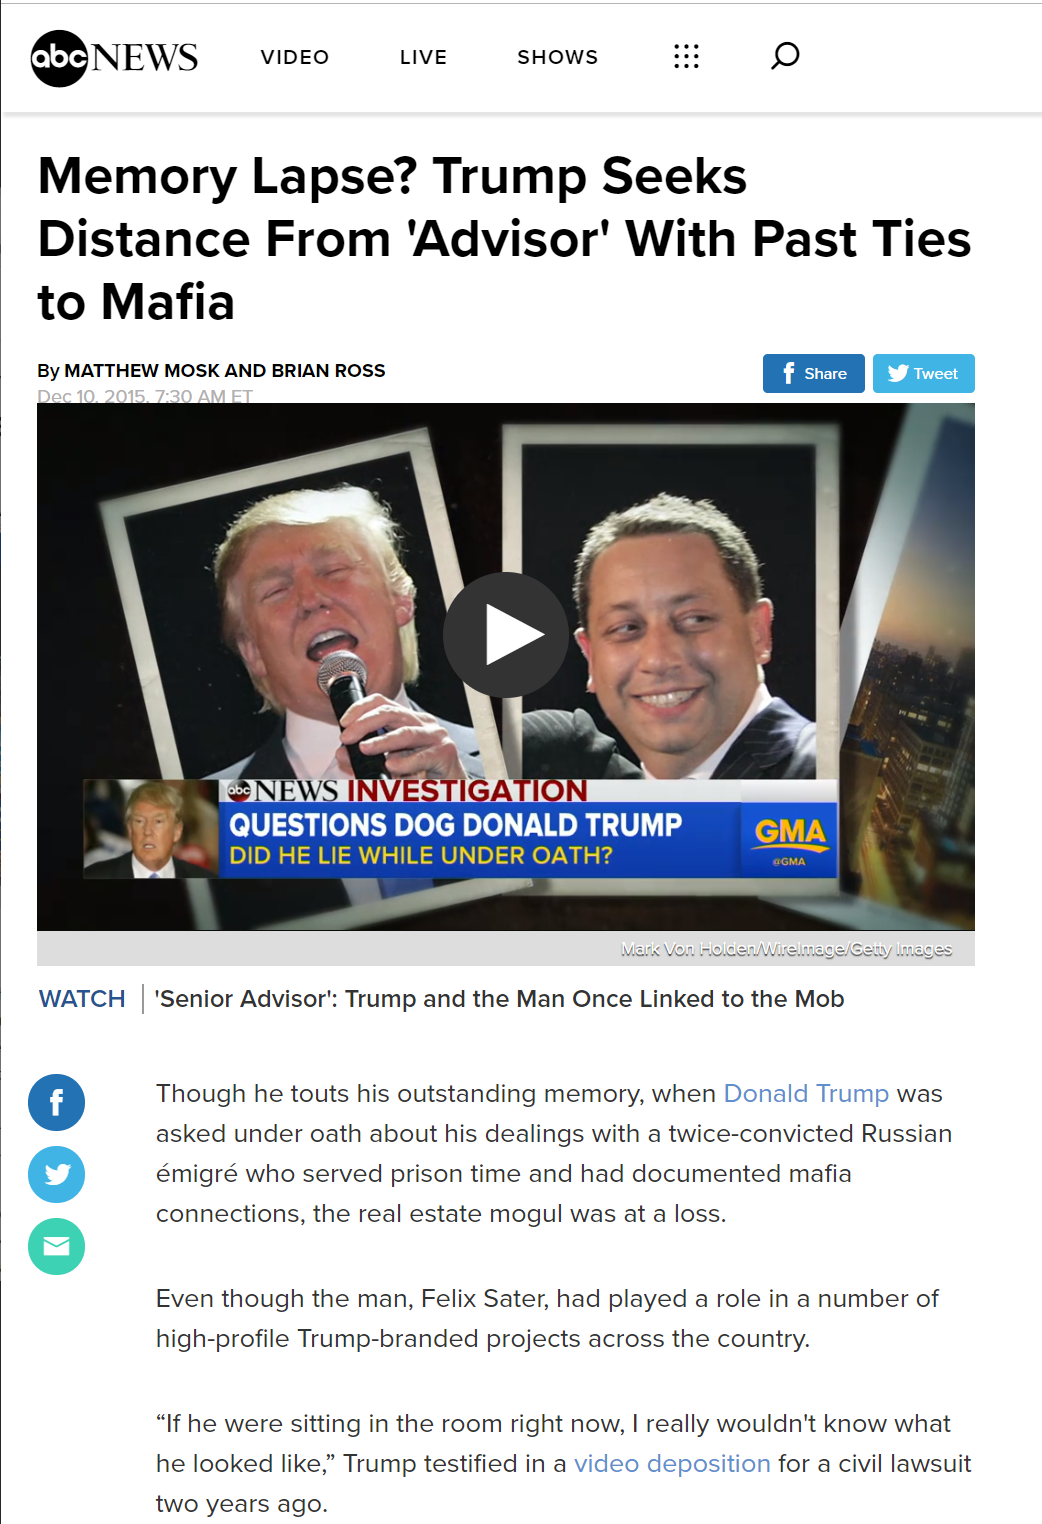 abc NEWS VIDEO LIVE SHOWS
Memory Lapse? Trump Seeks
Distance From 'Advisor' With Past Ties
to Mafia
By MATTHEW MOSK AND BRIAN ROSS
Dec 10, 2015, 7:30 AM ET
Share Tweet
abc NEWS INVESTIGATION
QUESTIONS DOG DONALD TRUMP
DID HE LIE WHILE UNDER OATH?
GMA
@GMA
Mark Von Holden/WireImage/Getty Images
WATCH 'Senior Advisor': Trump and the Man Once Linked to the Mob
Though he touts his outstanding memory, when Donald Trump was
asked under oath about his dealings with a twice-convicted Russian
émigré who served prison time and had documented mafia
connections, the real estate mogul was at a loss.
Even though the man, Felix Sater, had played a role in a number of
high-profile Trump-branded projects across the country.
“If he were sitting in the room right now, I really wouldn't know what
he looked like,” Trump testified in a video deposition for a civil lawsuit
two years ago.